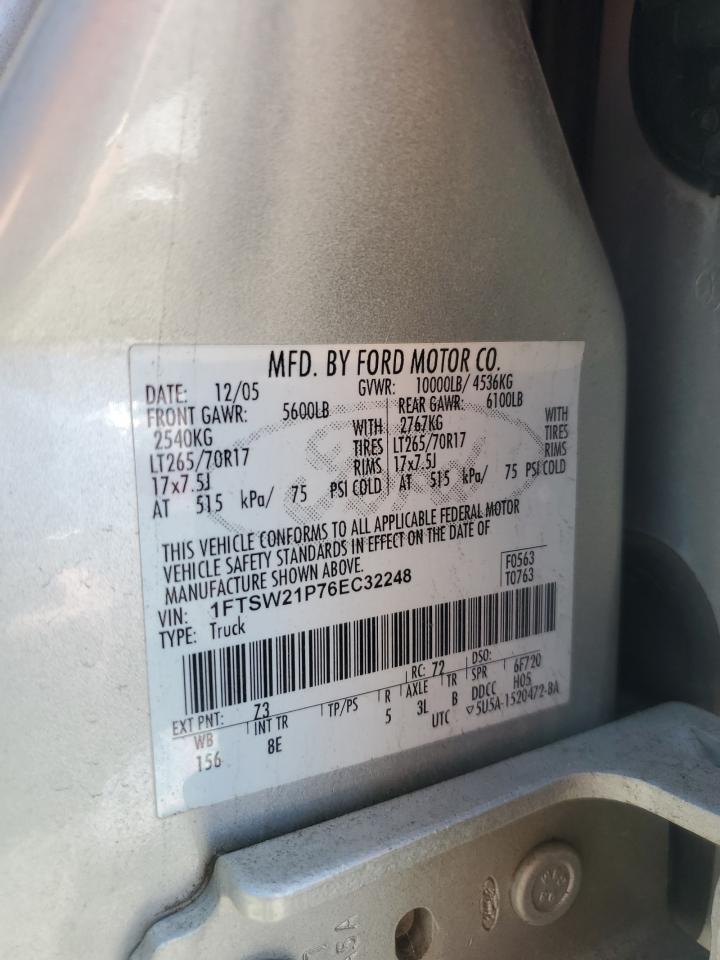 MFD. BY FORD MOTOR CO.
DATE: 12/05 GVWR: 10000LB/ 4536KG
FRONT GAWR: 5600LB REAR GAWR: 6100LB
2540KG WITH 2767KG WITH
LT265/70R17 TIRES LT265/70R17 TIRES
17x7.5J RIMS 17x7.5J RIMS
AT 515 kPa/ 75 PSI COLD AT 515 kPa/ 75 PSI COLD
THIS VEHICLE CONFORMS TO ALL APPLICABLE FEDERAL MOTOR
VEHICLE SAFETY STANDARDS IN EFFECT ON THE DATE OF
MANUFACTURE SHOWN ABOVE.
F0563
VIN: 1FTSW21P76EC32248 T0763
TYPE: Truck
EXT PNT: Z3 RC: 72 DSO:
WB INT TR TP/PS R AXLE TR SPR 6F720
156 8E 5 3L B DDCC H05
UTC ▽5U5A-1520472-BA